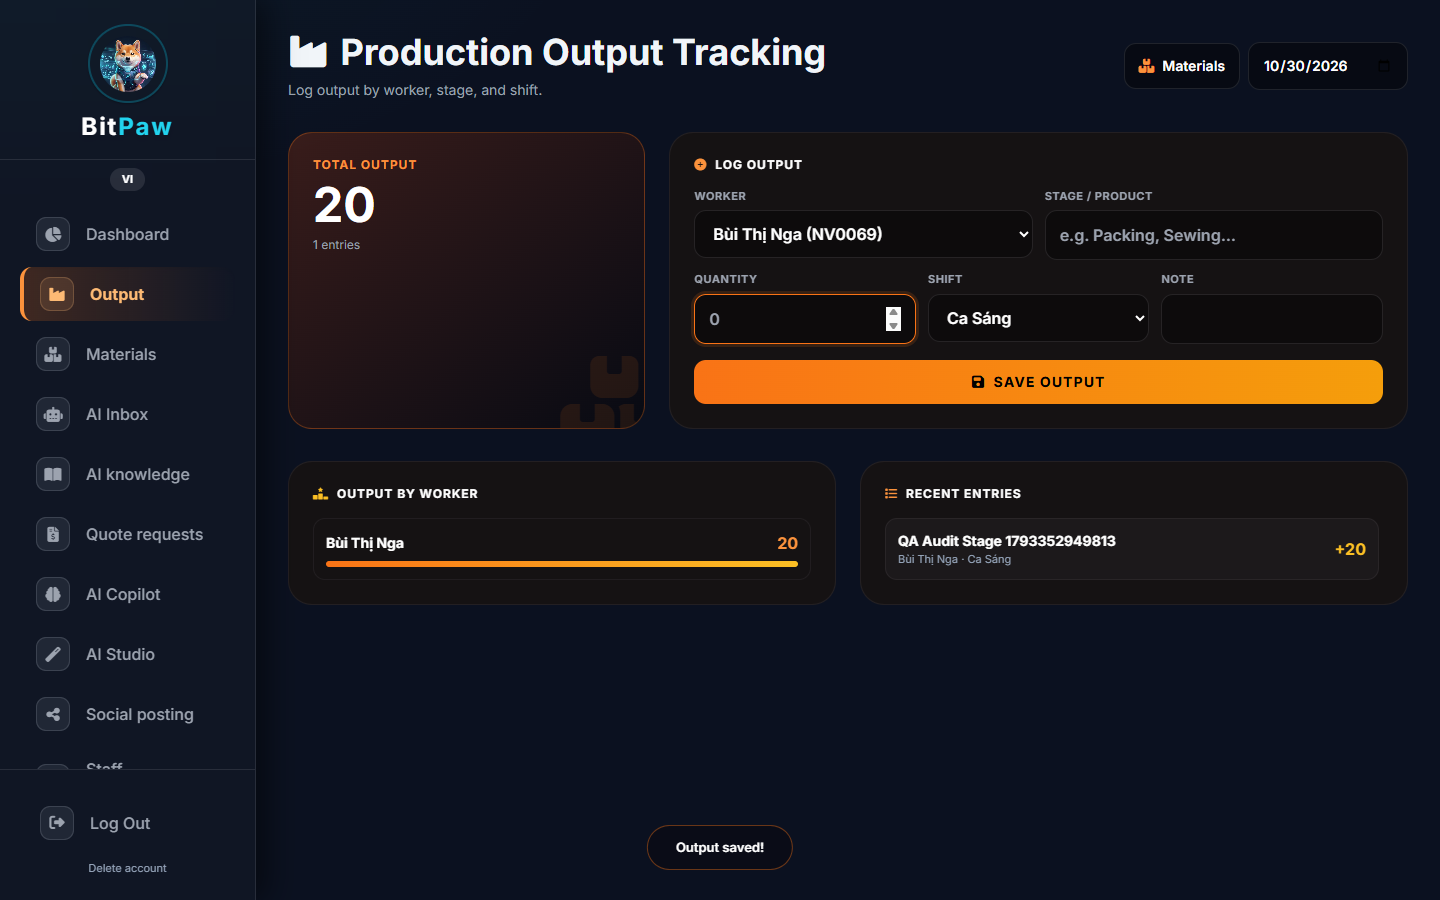 BitPaw
VI
Dashboard
Output
Materials
AI Inbox
AI knowledge
Quote requests
AI Copilot
AI Studio
Social posting
Staff
Log Out
Delete account
Production Output Tracking
Log output by worker, stage, and shift.
Materials
10/30/2026
TOTAL OUTPUT
20
1 entries
LOG OUTPUT
WORKER
STAGE / PRODUCT
Bùi Thị Nga (NV0069)
e.g. Packing, Sewing...
QUANTITY
SHIFT
NOTE
0
Ca Sáng
SAVE OUTPUT
OUTPUT BY WORKER
Bùi Thị Nga
20
RECENT ENTRIES
QA Audit Stage 1793352949813
Bùi Thị Nga · Ca Sáng
+20
Output saved!